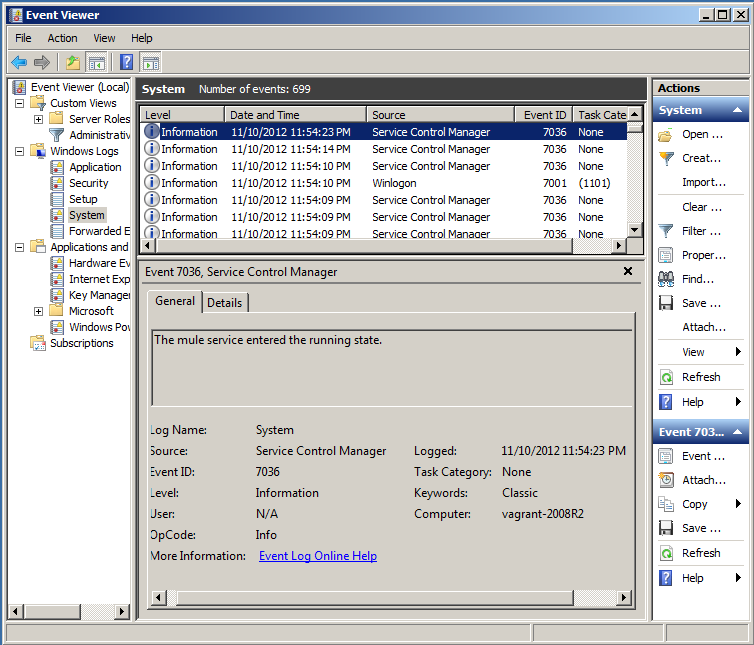 Event Viewer
File Action View Help
Event Viewer (Local)
Custom Views
Server Roles
Administrativ
Windows Logs
Application
Security
Setup
System
Forwarded E
Applications and
Hardware Ev
Internet Exp
Key Manager
Microsoft
Windows Pow
Subscriptions
System Number of events: 699
Level Date and Time Source Event ID Task Cate
Information 11/10/2012 11:54:23 PM Service Control Manager 7036 None
Information 11/10/2012 11:54:14 PM Service Control Manager 7036 None
Information 11/10/2012 11:54:10 PM Service Control Manager 7036 None
Information 11/10/2012 11:54:10 PM Winlogon 7001 (1101)
Information 11/10/2012 11:54:09 PM Service Control Manager 7036 None
Information 11/10/2012 11:54:09 PM Service Control Manager 7036 None
Information 11/10/2012 11:54:09 PM Service Control Manager 7036 None
Event 7036, Service Control Manager
General Details
The mule service entered the running state.
Log Name: System
Source: Service Control Manager Logged: 11/10/2012 11:54:23 PM
Event ID: 7036 Task Category: None
Level: Information Keywords: Classic
User: N/A Computer: vagrant-2008R2
OpCode: Info
More Information: Event Log Online Help
Actions
System
Open ...
Creat...
Import...
Clear ...
Filter ...
Proper...
Find...
Save ...
Attach...
View
Refresh
Help
Event 703...
Event ...
Attach...
Copy
Save ...
Refresh
Help